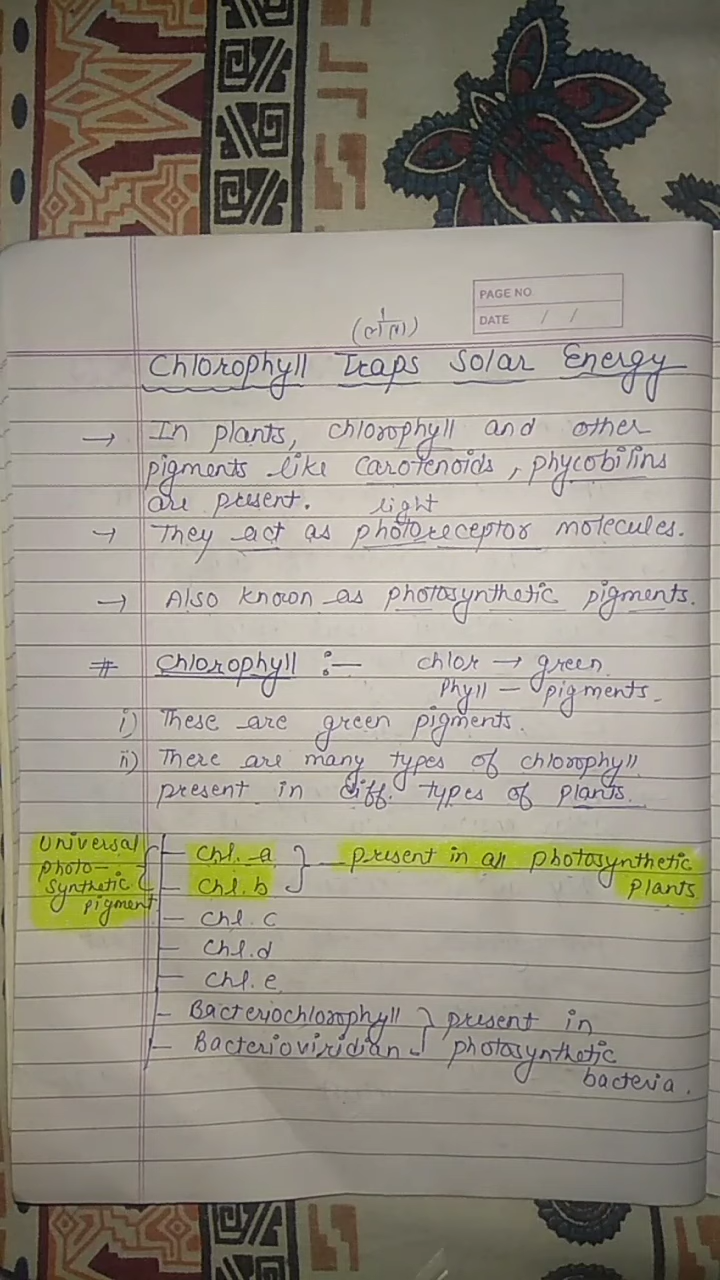 PAGE NO.
DATE / /
Chlorophyll Traps Solar Energy
→ In plants, chlorophyll and other
pigments like carotenoids, phycobilins
are present. light
→ They act as photoreceptor molecules.
→ Also known as photosynthetic pigments.
# Chlorophyll :— chlor → green
Phyll — pigments.
i) These are green pigments.
ii) There are many types of chlorophyll
present in diff. types of plants.
Universal
photo-
synthetic
pigment
— Chl. a
— Chl. b
present in all photosynthetic
plants
— Chl. c
— Chl. d
— Chl. e
— Bacteriochlorophyll
— Bacterioviridian
present in
photosynthetic
bacteria.